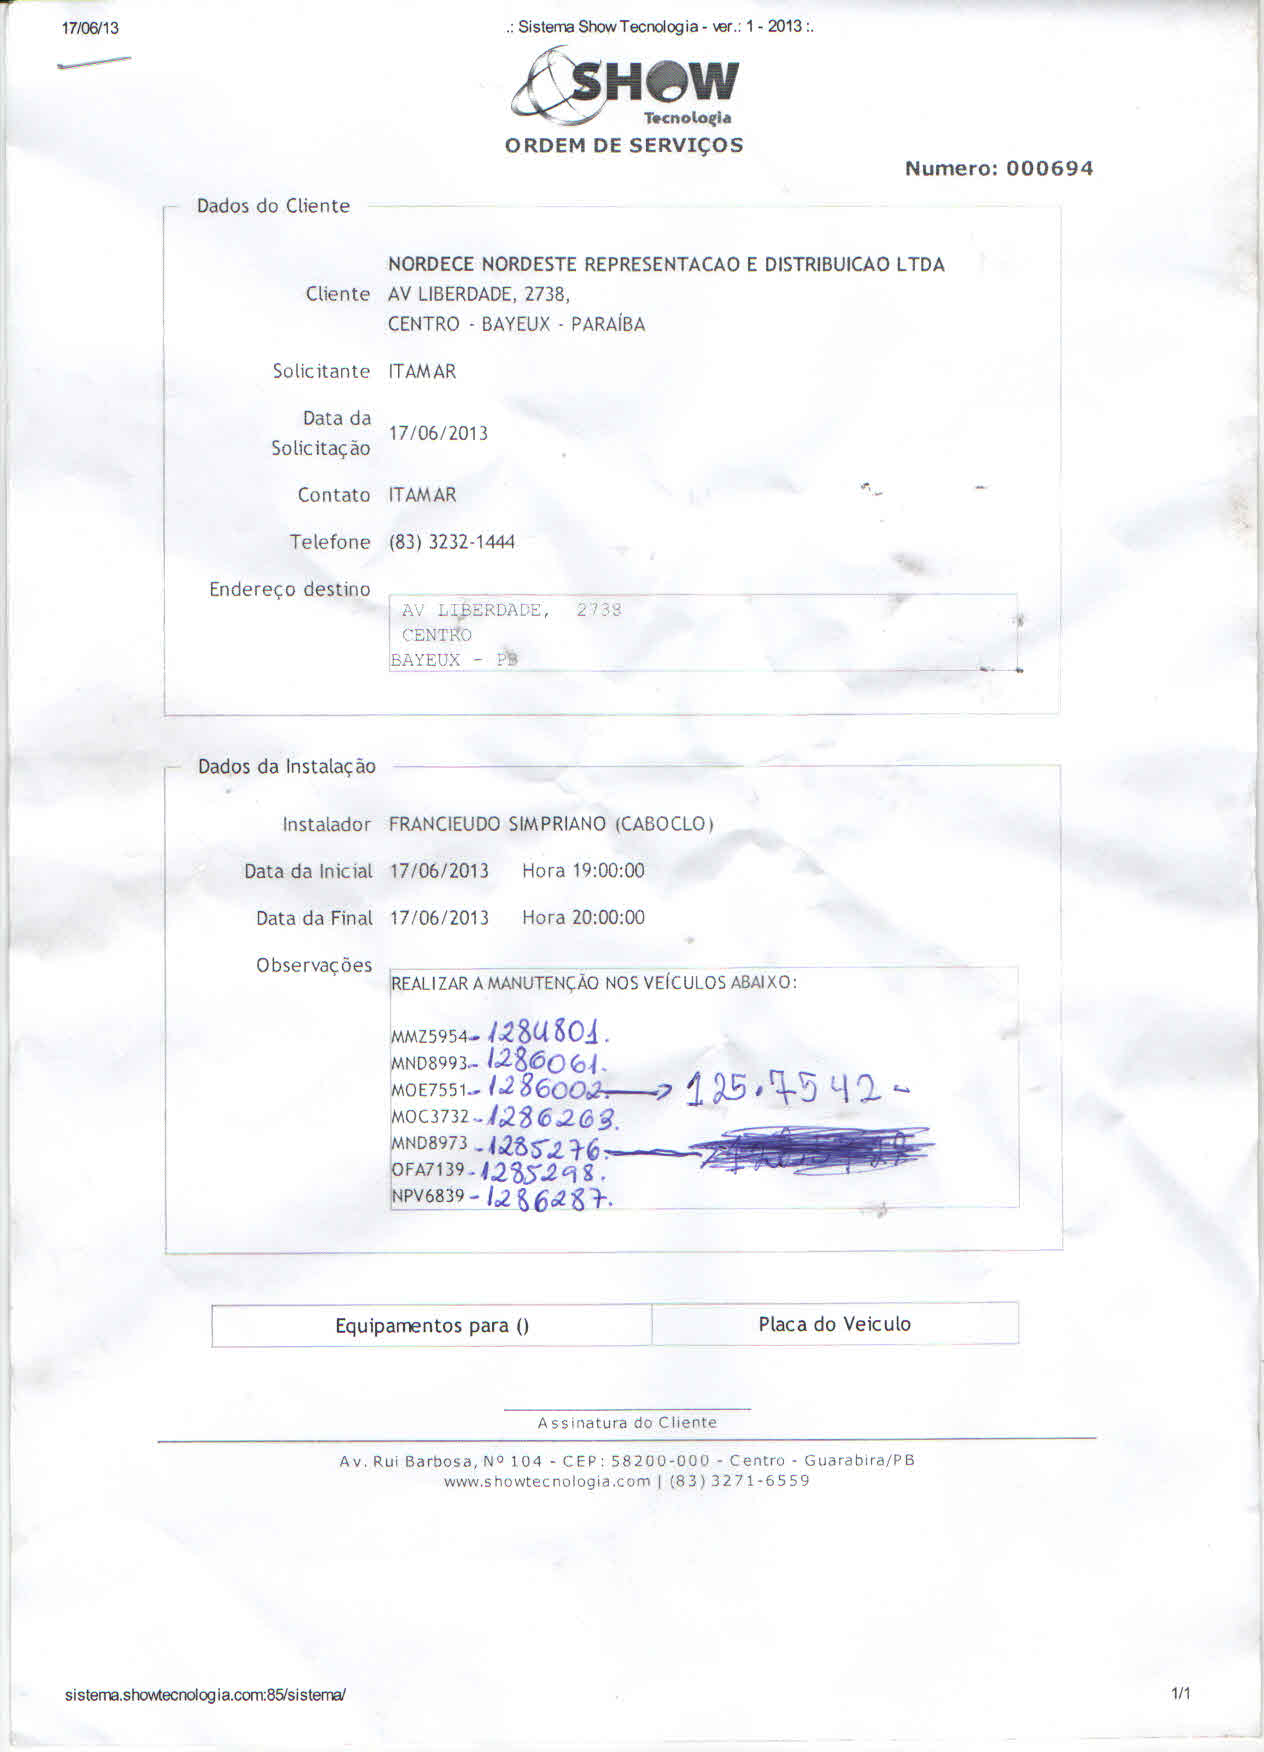 17/06/13
.: Sistema Show Tecnologia - ver.: 1 - 2013 :.
SHOW
Tecnologia
ORDEM DE SERVIÇOS
Numero: 000694
Dados do Cliente
NORDECE NORDESTE REPRESENTACAO E DISTRIBUICAO LTDA
Cliente AV LIBERDADE, 2738,
CENTRO - BAYEUX - PARAÍBA
Solicitante ITAMAR
Data da
Solicitação 17/06/2013
Contato ITAMAR
Telefone (83) 3232-1444
Endereço destino
AV LIBERDADE, 2738
CENTRO
BAYEUX - PB
Dados da Instalação
Instalador FRANCIEUDO SIMPRIANO (CABOCLO)
Data da Inicial 17/06/2013 Hora 19:00:00
Data da Final 17/06/2013 Hora 20:00:00
Observações
REALIZAR A MANUTENÇÃO NOS VEÍCULOS ABAIXO:
MMZ5954 - 1284801.
MND8993 - 1286061.
MOE7551 - 1286002. → 125.7542 -
MOC3732 - 1286263.
MND8973 - 1285276. →
OFA7139 - 1285298.
NPV6839 - 1286287.
Equipamentos para () Placa do Veiculo
Assinatura do Cliente
Av. Rui Barbosa, Nº 104 - CEP: 58200-000 - Centro - Guarabira/PB
www.showtecnologia.com | (83) 3271-6559
sistema.showtecnologia.com:85/sistema/ 1/1